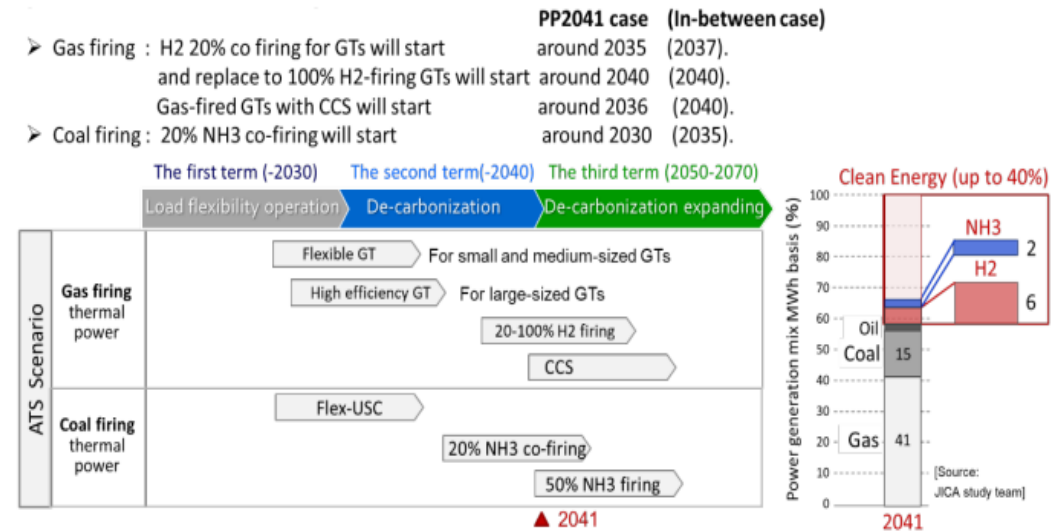 PP2041 case (In-between case)
➢ Gas firing : H2 20% co firing for GTs will start around 2035 (2037).
and replace to 100% H2-firing GTs will start around 2040 (2040).
Gas-fired GTs with CCS will start around 2036 (2040).
➢ Coal firing : 20% NH3 co-firing will start around 2030 (2035).
The first term (-2030) The second term(-2040) The third term (2050-2070)
Load flexibility operation De-carbonization De-carbonization expanding
ATS Scenario
Gas firing
thermal
power
Flexible GT For small and medium-sized GTs
High efficiency GT For large-sized GTs
20-100% H2 firing
CCS
Coal firing
thermal
power
Flex-USC
20% NH3 co-firing
50% NH3 firing
▲ 2041
Clean Energy (up to 40%)
Power generation mix MWh basis (%)
100
90
80
70
60
50
40
30
20
10
0
NH3
2
H2
6
Oil
Coal 15
Gas 41
[Source:
JICA study team]
2041